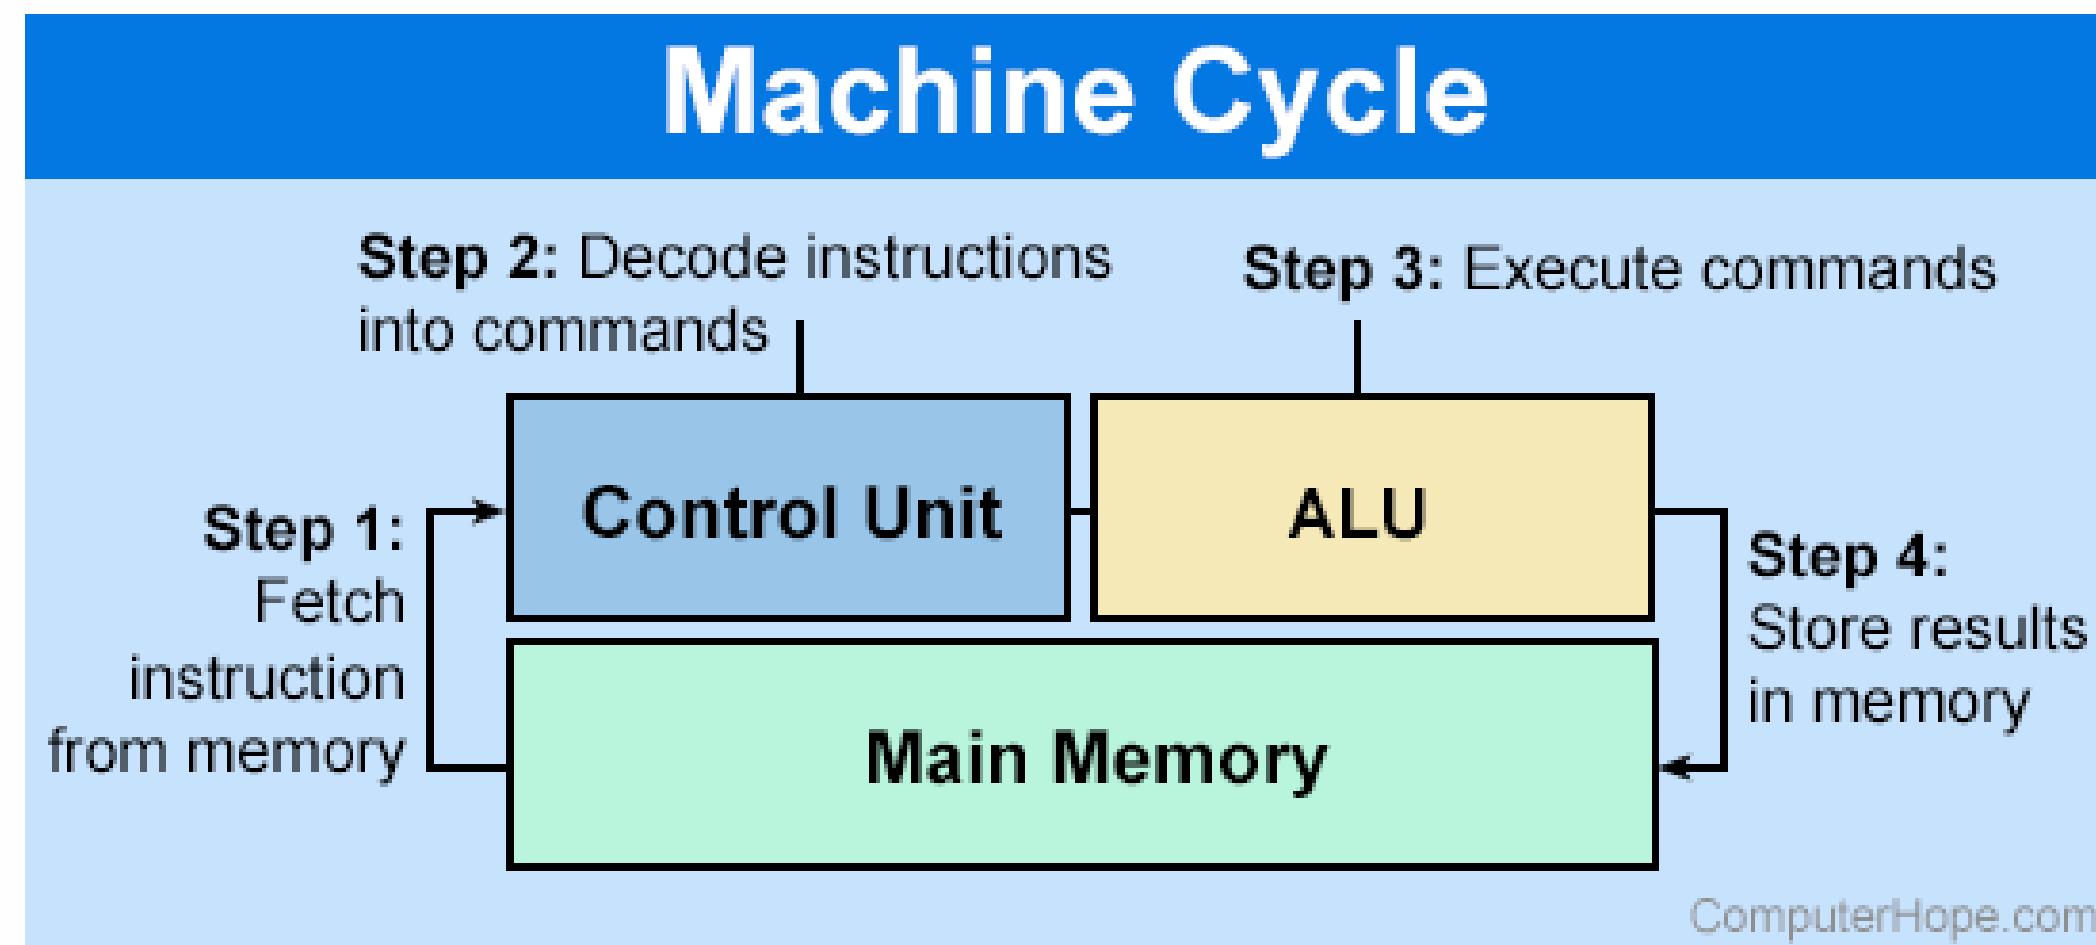 Machine Cycle
Step 2: Decode instructions
into commands
Step 3: Execute commands
Control Unit
ALU
Step 1:
Fetch
instruction
from memory
Step 4:
Store results
in memory
Main Memory
ComputerHope.com